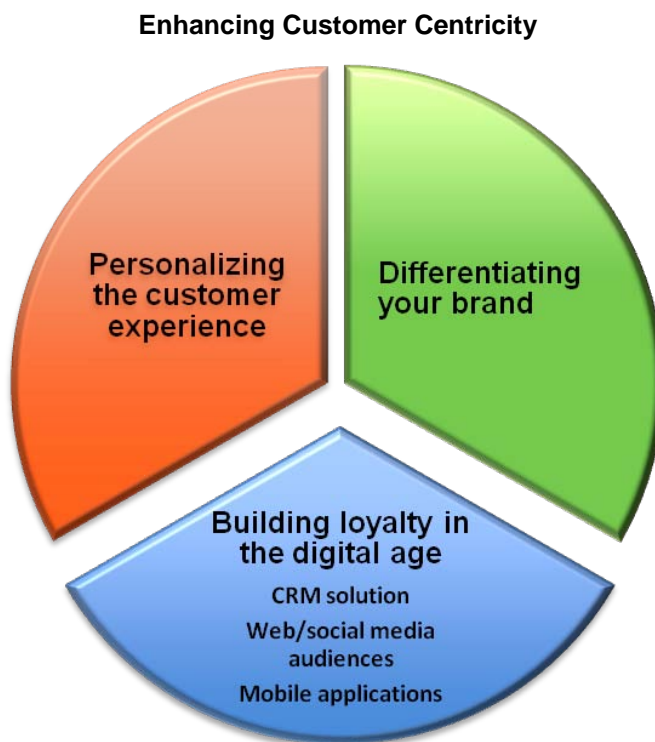 Enhancing Customer Centricity
Personalizing
the customer
experience
Differentiating
your brand
Building loyalty in
the digital age
CRM solution
Web/social media
audiences
Mobile applications